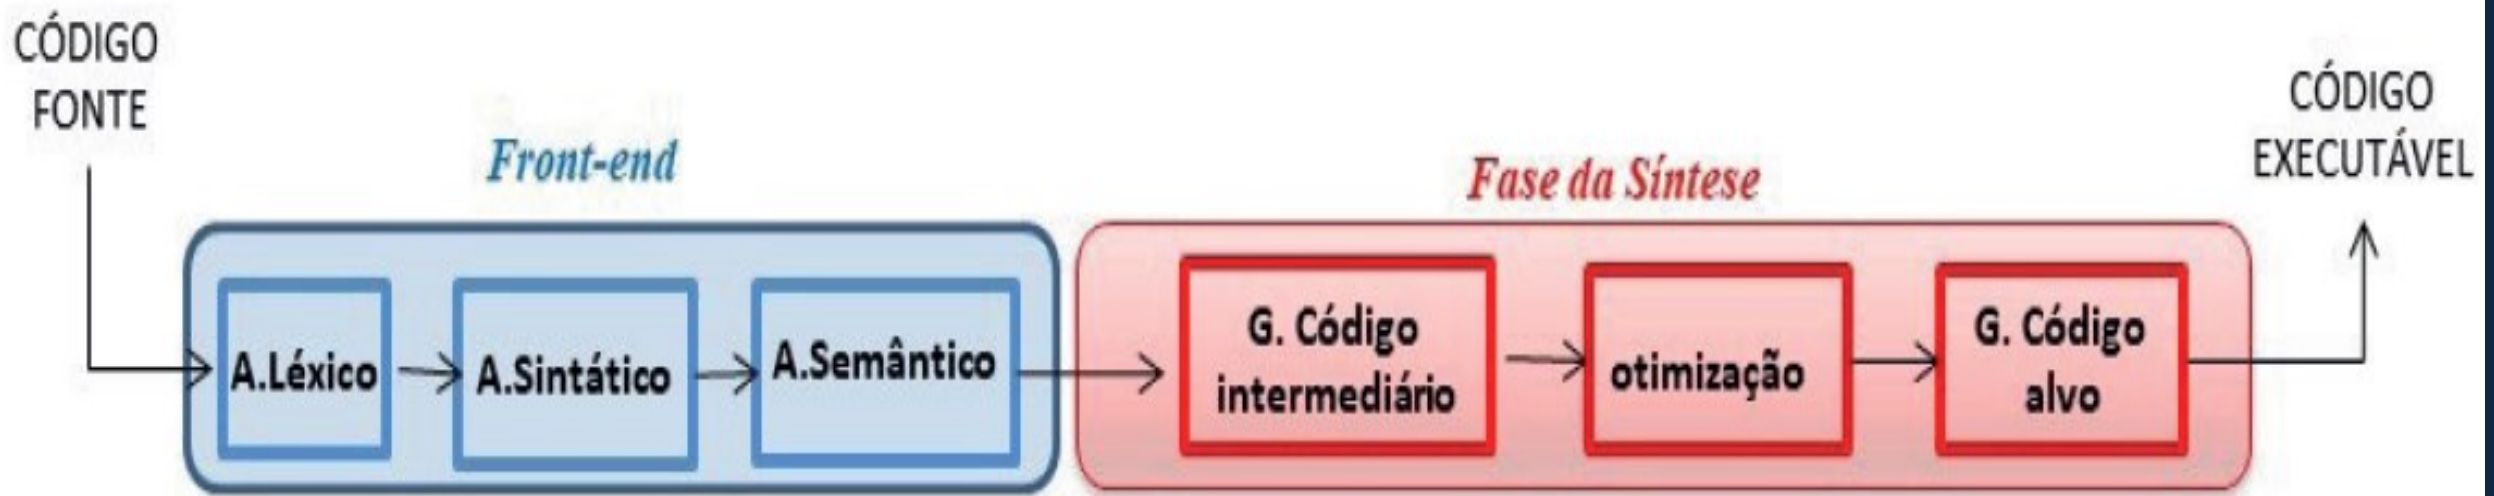 CÓDIGO
FONTE
Front-end
Fase da Síntese
CÓDIGO
EXECUTÁVEL
A.Léxico
A.Sintático
A.Semântico
G. Código
intermediário
otimização
G. Código
alvo